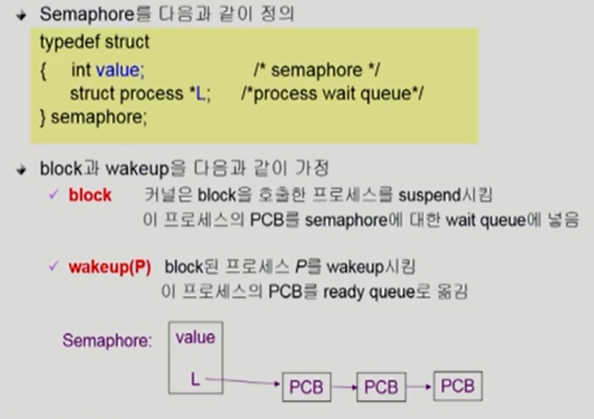 Semaphore를 다음과 같이 정의
typedef struct
{ int value; /* semaphore */
struct process *L; /*process wait queue*/
} semaphore;
block과 wakeup을 다음과 같이 가정
✓ block 커널은 block을 호출한 프로세스를 suspend시킴
이 프로세스의 PCB를 semaphore에 대한 wait queue에 넣음
✓ wakeup(P) block된 프로세스 P를 wakeup시킴
이 프로세스의 PCB를 ready queue로 옮김
Semaphore: value
L PCB PCB PCB